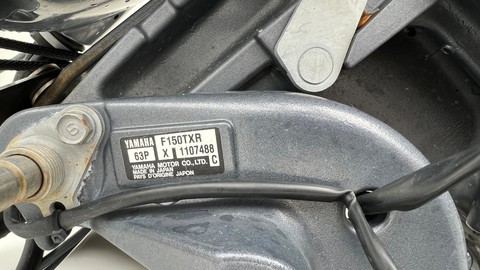 YAMAHA F150TXR
63P X 1107488 C
YAMAHA MOTOR CO., LTD.
MADE IN JAPAN
PAYS D'ORIGINE JAPON